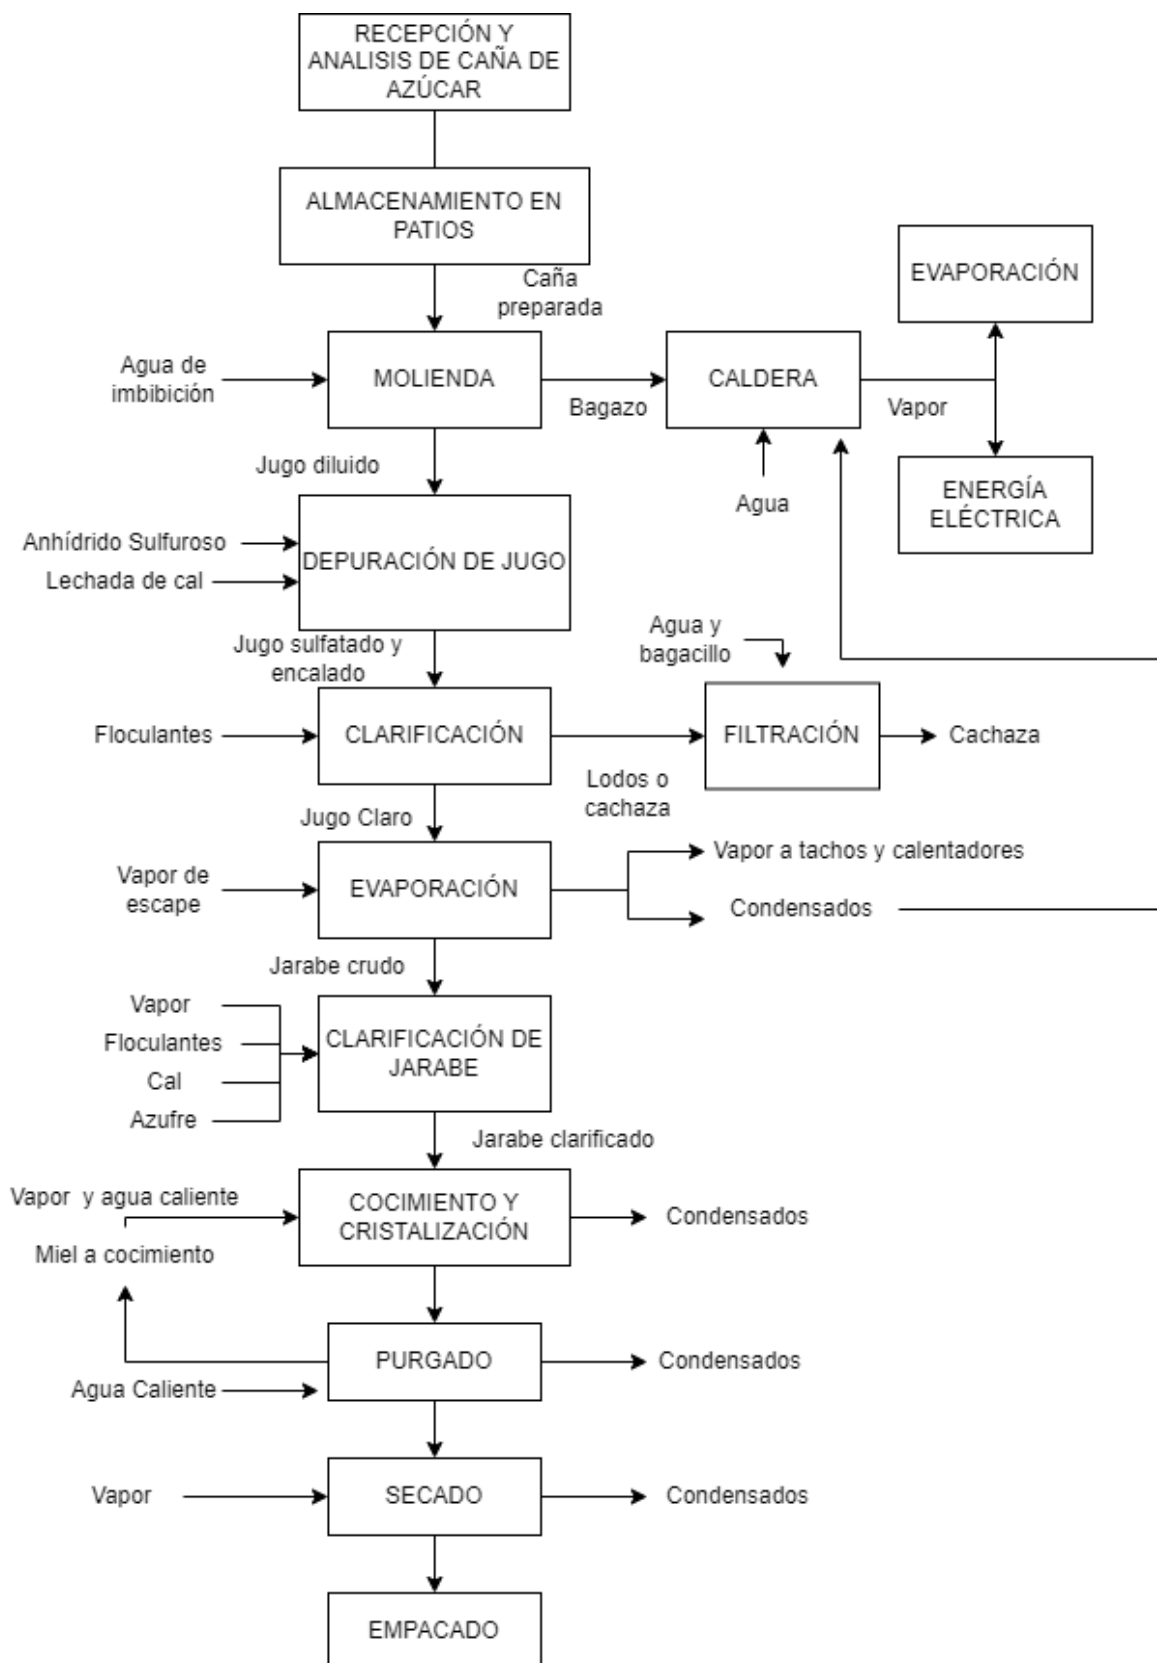 RECEPCIÓN Y
ANALISIS DE CAÑA DE
AZÚCAR
ALMACENAMIENTO EN
PATIOS
Caña
preparada
EVAPORACIÓN
Agua de
imbibición
MOLIENDA
Bagazo
CALDERA
Vapor
Jugo diluido
Agua
ENERGÍA
ELÉCTRICA
Anhídrido Sulfuroso
Lechada de cal
DEPURACIÓN DE JUGO
Jugo sulfatado y
encalado
Agua y
bagacillo
Floculantes
CLARIFICACIÓN
Lodos o
cachaza
FILTRACIÓN
Cachaza
Jugo Claro
Vapor de
escape
EVAPORACIÓN
Vapor a tachos y calentadores
Condensados
Jarabe crudo
Vapor
Floculantes
Cal
Azufre
CLARIFICACIÓN DE
JARABE
Jarabe clarificado
Vapor y agua caliente
Miel a cocimiento
COCIMIENTO Y
CRISTALIZACIÓN
Condensados
PURGADO
Condensados
Agua Caliente
Vapor
SECADO
Condensados
EMPACADO